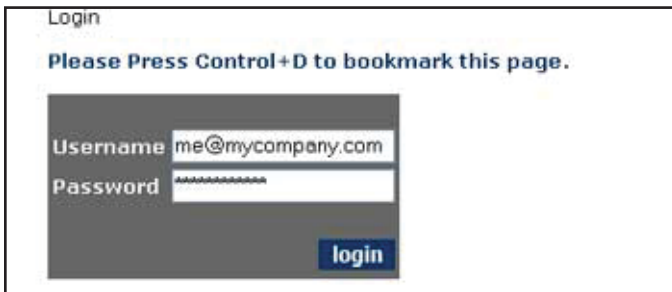 Login
Please Press Control+D to bookmark this page.
Username me@mycompany.com
Password ************
login